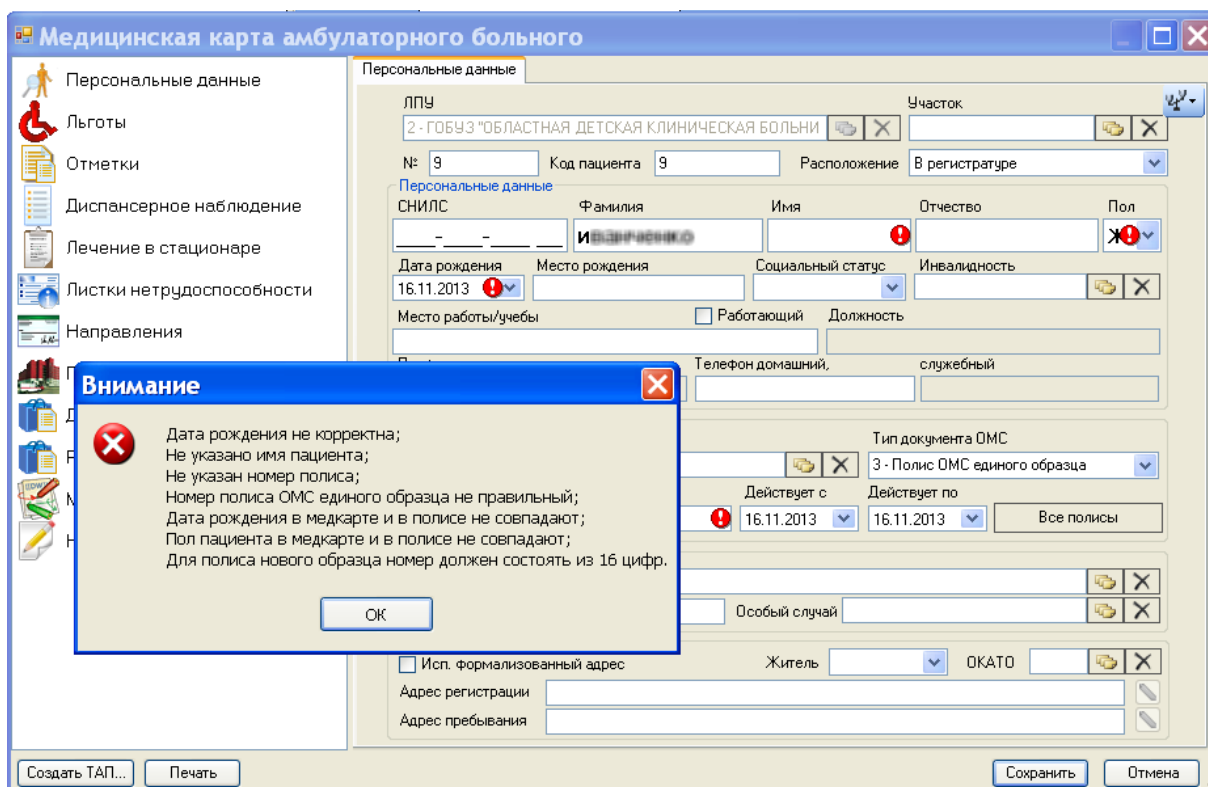 Медицинская карта амбулаторного больного
Персональные данные
Льготы
Отметки
Диспансерное наблюдение
Лечение в стационаре
Листки нетрудоспособности
Направления
Персональные данные
ЛПУ
Участок
2 - ГОБУЗ "ОБЛАСТНАЯ ДЕТСКАЯ КЛИНИЧЕСКАЯ БОЛЬНИ
№ 9 Код пациента 9 Расположение В регистратуре
Персональные данные
СНИЛС Фамилия Имя Отчество Пол
___-___-___ __ Ж
Дата рождения Место рождения Социальный статус Инвалидность
16.11.2013
Место работы/учебы Работающий Должность
Телефон домашний, служебный
Тип документа ОМС
3 - Полис ОМС единого образца
Действует с Действует по
16.11.2013 16.11.2013 Все полисы
Особый случай
Исп. формализованный адрес Житель ОКАТО
Адрес регистрации
Адрес пребывания
Внимание
Дата рождения не корректна;
Не указано имя пациента;
Не указан номер полиса;
Номер полиса ОМС единого образца не правильный;
Дата рождения в медкарте и в полисе не совпадают;
Пол пациента в медкарте и в полисе не совпадают;
Для полиса нового образца номер должен состоять из 16 цифр.
ОК
Создать ТАП... Печать Сохранить Отмена